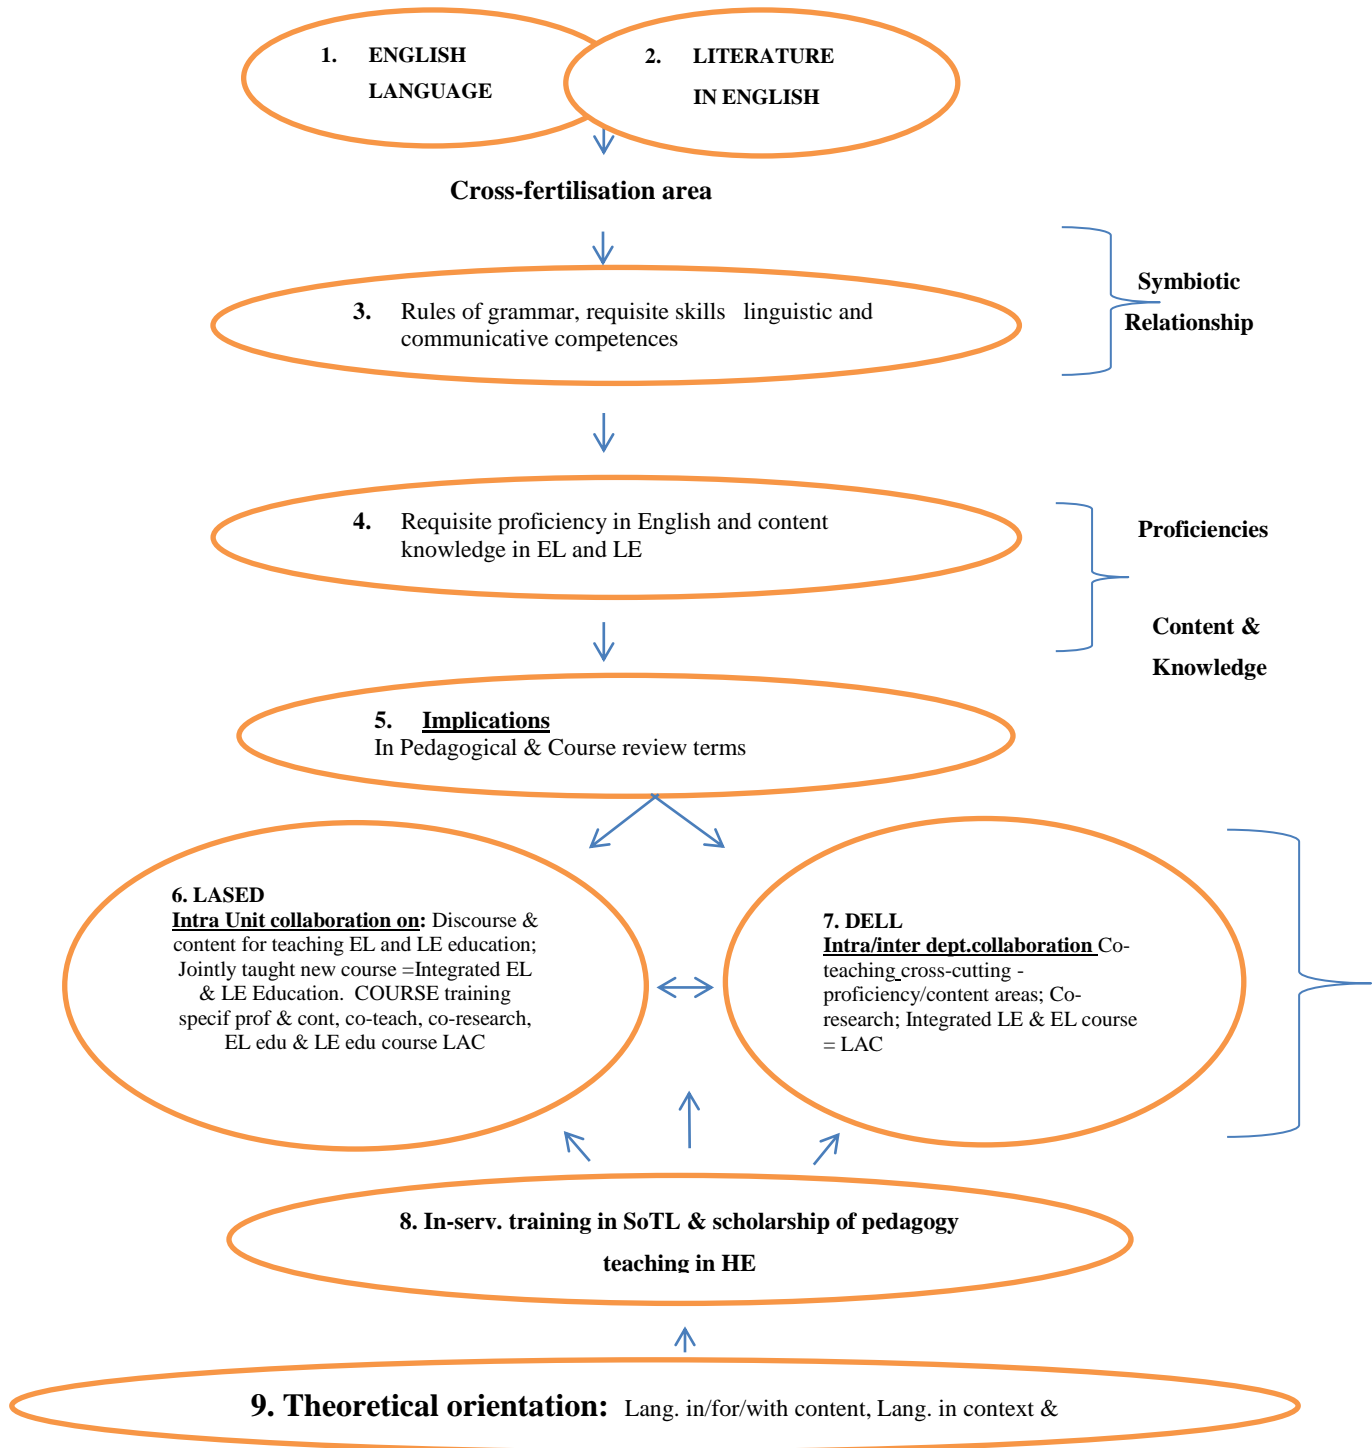 1. ENGLISH
LANGUAGE
2. LITERATURE
IN ENGLISH
Cross-fertilisation area
Symbiotic
Relationship
3. Rules of grammar, requisite skills linguistic and
communicative competences
4. Requisite proficiency in English and content
knowledge in EL and LE
Proficiencies
Content &
Knowledge
5. Implications
In Pedagogical & Course review terms
6. LASED
Intra Unit collaboration on: Discourse &
content for teaching EL and LE education;
Jointly taught new course =Integrated EL
& LE Education. COURSE training
specif prof & cont, co-teach, co-research,
EL edu & LE edu course LAC
7. DELL
Intra/inter dept.collaboration Co-
teaching cross-cutting -
proficiency/content areas; Co-
research; Integrated LE & EL course
= LAC
8. In-serv. training in SoTL & scholarship of pedagogy
teaching in HE
9. Theoretical orientation: Lang. in/for/with content, Lang. in context &